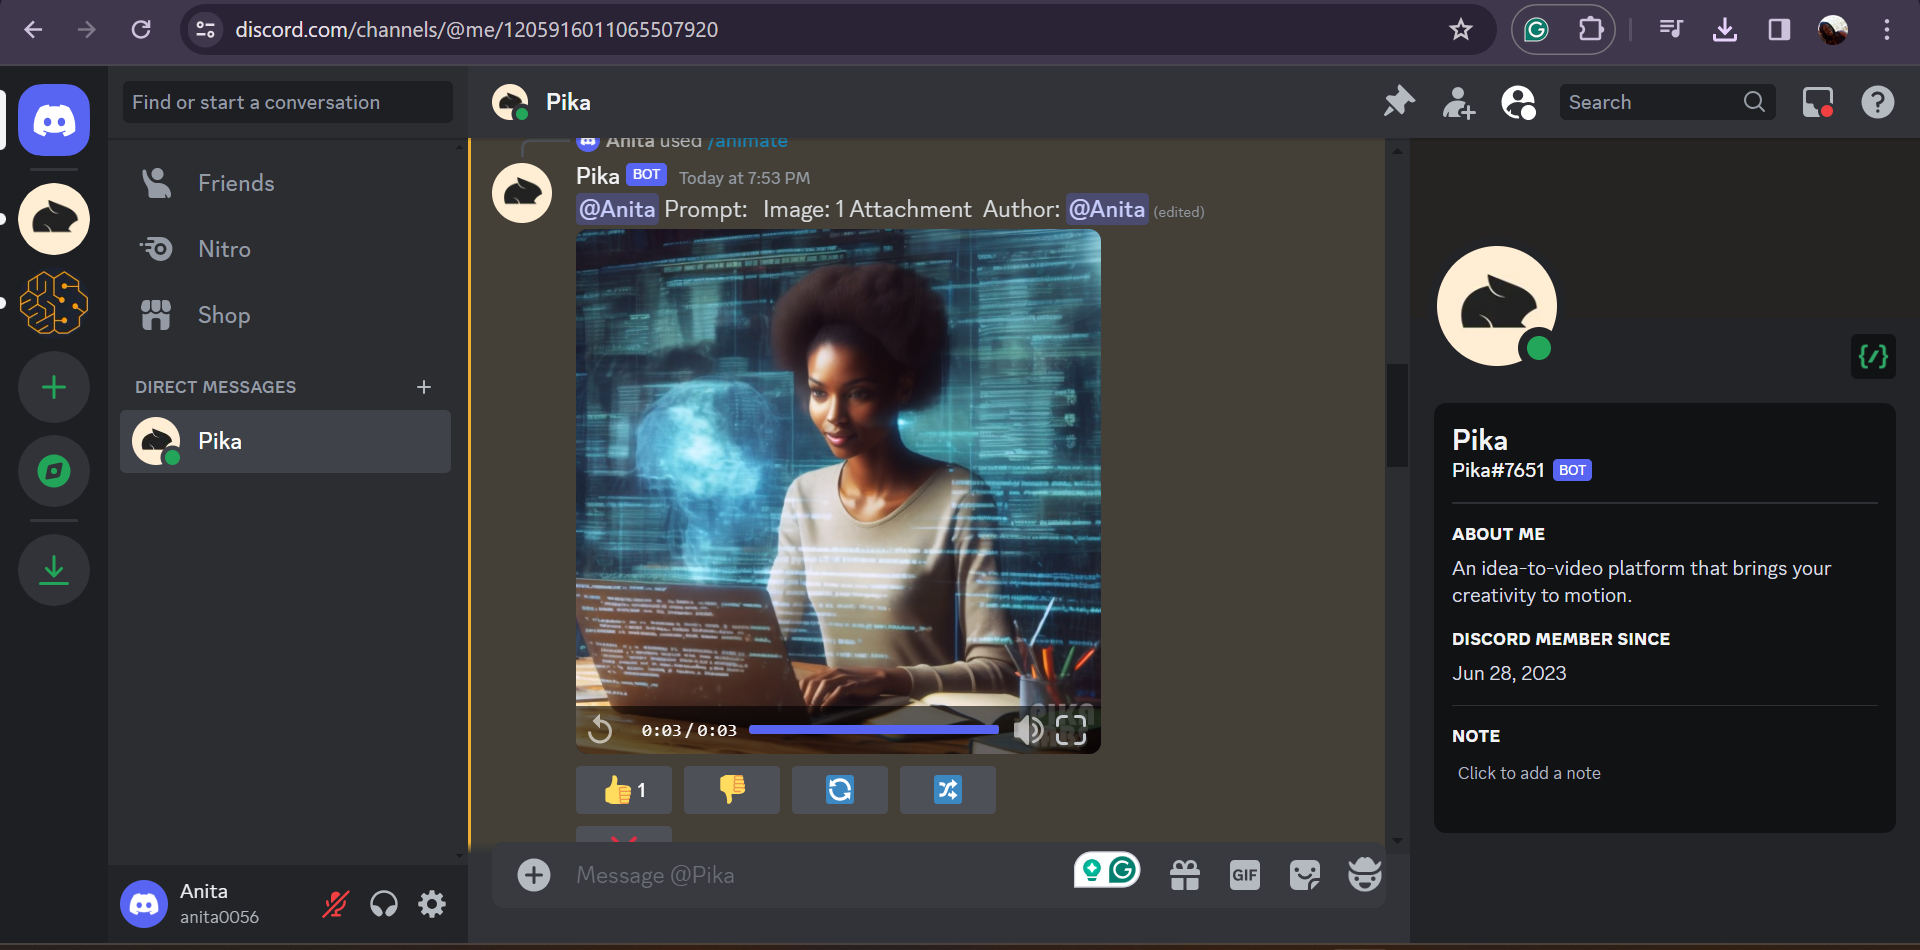 discord.com/channels/@me/1205916011065507920
Find or start a conversation
Friends
Nitro
Shop
DIRECT MESSAGES
Pika
Anita
anita0056
Pika
Search
Anita used /animate
Pika BOT Today at 7:53 PM
@Anita Prompt: Image: 1 Attachment Author: @Anita (edited)
0:03/0:03
1
Message @Pika
GIF
Pika
Pika#7651 BOT
ABOUT ME
An idea-to-video platform that brings your
creativity to motion.
DISCORD MEMBER SINCE
Jun 28, 2023
NOTE
Click to add a note